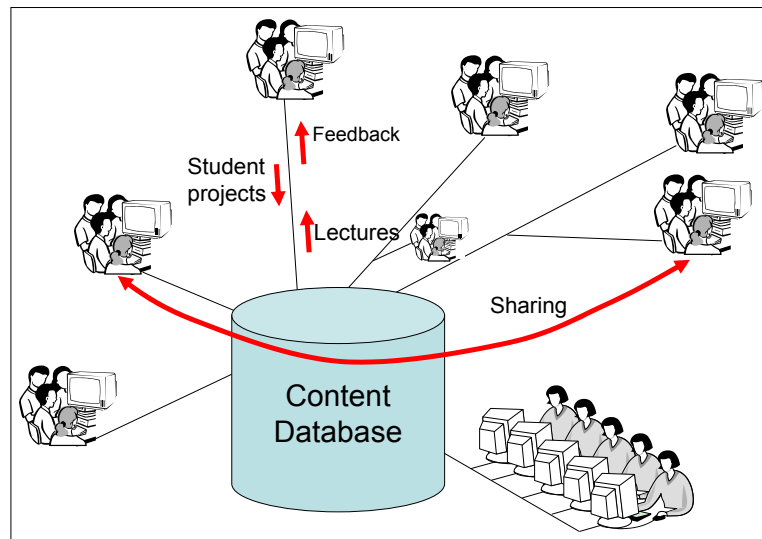 Feedback
Student
projects
Lectures
Sharing
Content
Database